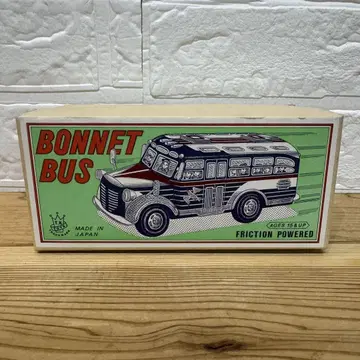 BONNET
BUS
MADE IN
JAPAN
AGES 15 & UP
FRICTION POWERED